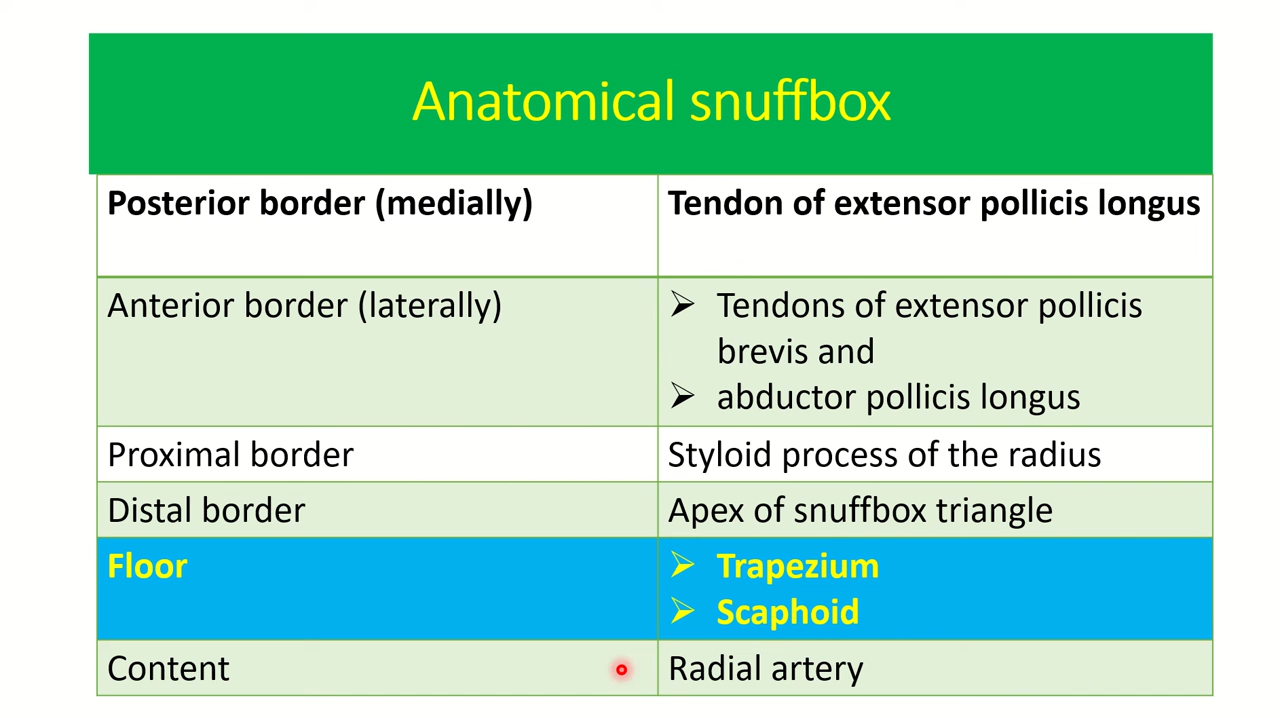 Anatomical snuffbox
Posterior border (medially)
Tendon of extensor pollicis longus
Anterior border (laterally)
➢ Tendons of extensor pollicis
brevis and
➢ abductor pollicis longus
Proximal border
Styloid process of the radius
Distal border
Apex of snuffbox triangle
Floor
➢ Trapezium
➢ Scaphoid
Content
Radial artery